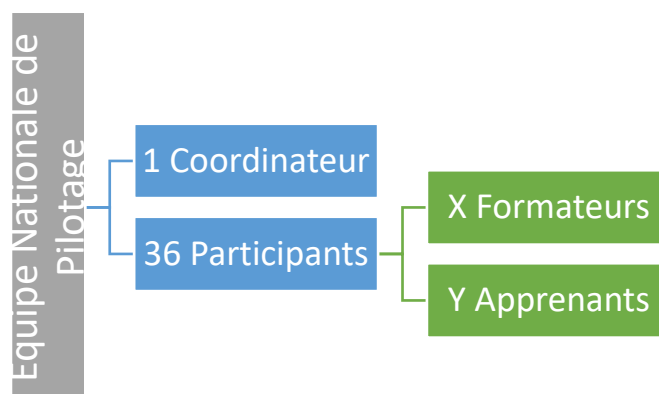 Equipe Nationale de
Pilotage
1 Coordinateur
36 Participants
X Formateurs
Y Apprenants